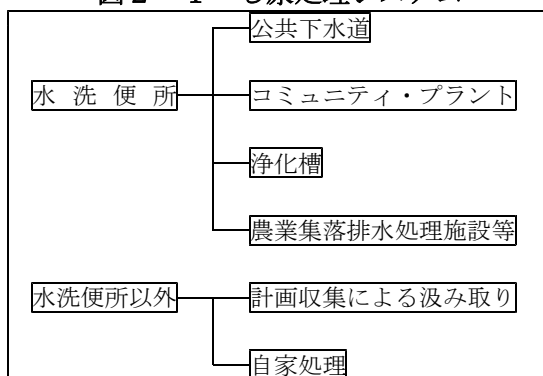 公共下水道
水洗便所
コミュニティ・プラント
浄化槽
農業集落排水処理施設等
水洗便所以外
計画収集による汲み取り
自家処理